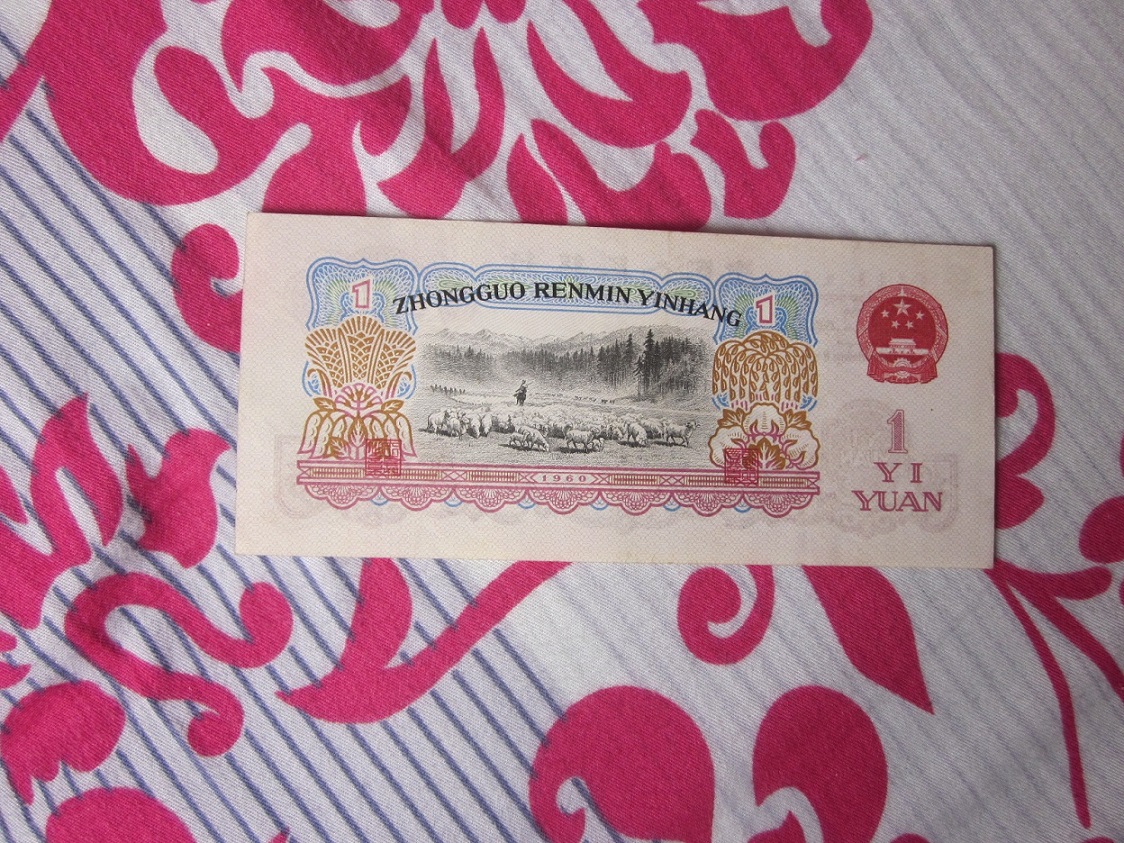 1 ZHONGGUO RENMIN YINHANG 1
1960
1
YI
YUAN